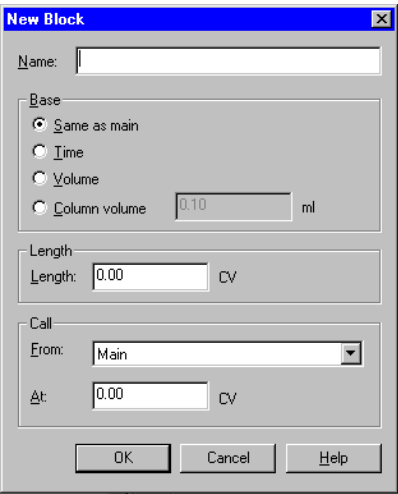 New Block
Name:
Base
Same as main
Time
Volume
Column volume 0.10 ml
Length
Length: 0.00 CV
Call
From: Main
At: 0.00 CV
OK Cancel Help